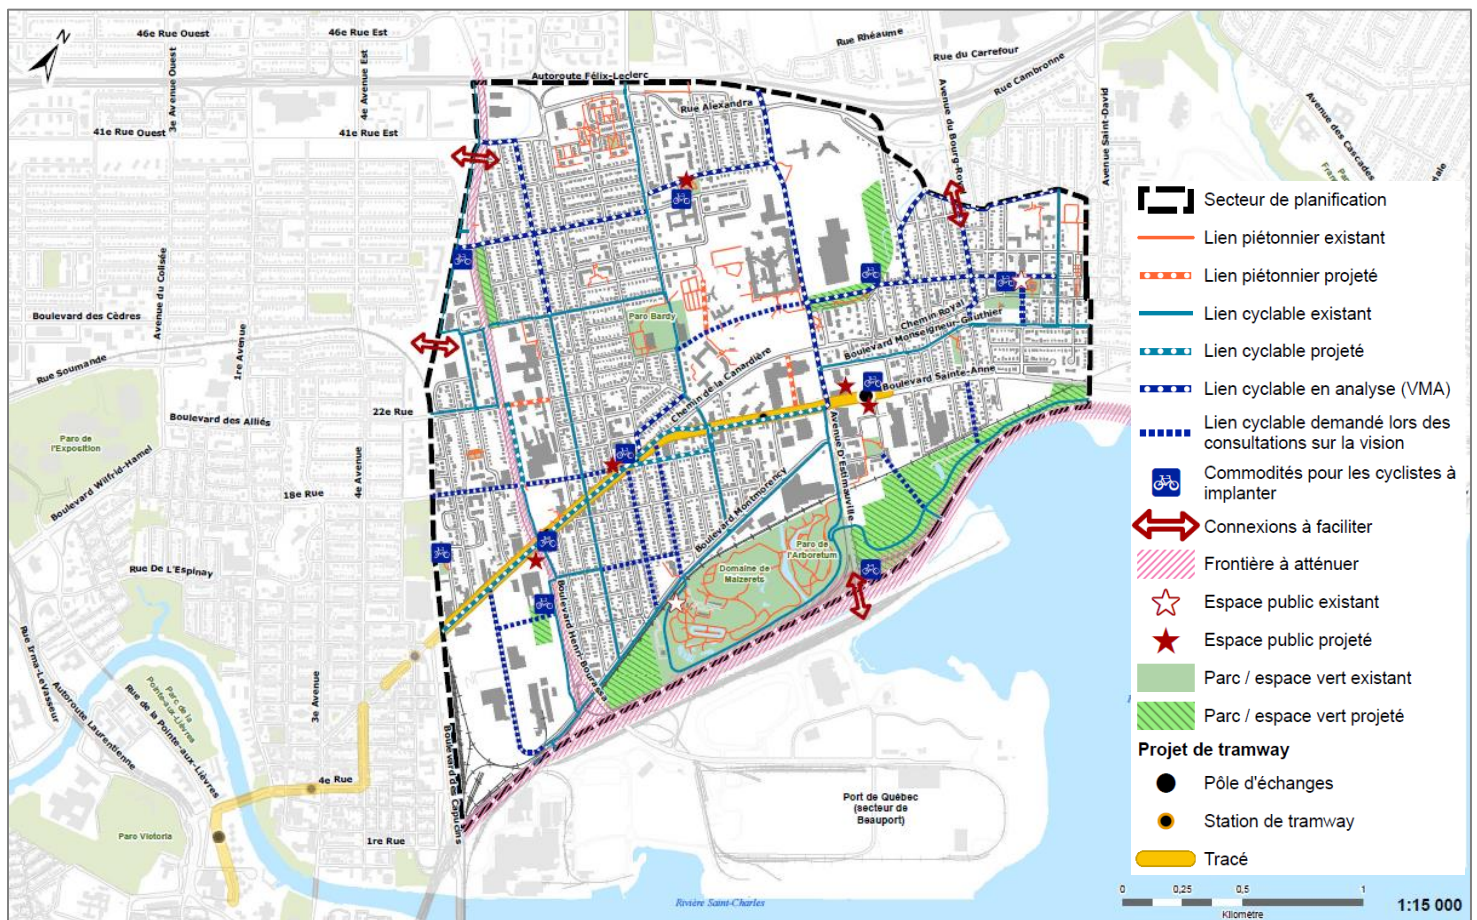 N
46e Rue Ouest
46e Rue Est
3e Avenue Ouest
4e Avenue Est
41e Rue Ouest
41e Rue Est
Autoroute Félix-Leclerc
Rue Alexandra
Rue Rhéaume
Rue du Carrefour
Rue Cambronne
Avenue du Bourg-Royal
Avenue Saint-David
Avenue des Cascades
Boulevard des Cèdres
Avenue du Colisée
1re Avenue
Rue Soumande
Boulevard des Alliés
22e Rue
Parc de
l'Exposition
Boulevard Wilfrid-Hamel
4e Avenue
18e Rue
Rue De L'Espinay
Rue Irma-Levasseur
Autoroute Laurentienne
Parc de la
Pointe-aux-Lièvres
Rue de la Pointe-aux-Lièvres
3e Avenue
4e Rue
Parc Victoria
1re Rue
Boulevard des Capucins
Rivière Saint-Charles
Parc Bardy
Chemin de la Canardière
Chemin Royal
Boulevard Monseigneur-Gauthier
Boulevard Sainte-Anne
Avenue D'Estimauville
Boulevard Montmorency
Boulevard Henri-Bourassa
Domaine de
Maizerets
Parc de
l'Arboretum
Port de Québec
(secteur de
Beauport)
Secteur de planification
Lien piétonnier existant
Lien piétonnier projeté
Lien cyclable existant
Lien cyclable projeté
Lien cyclable en analyse (VMA)
Lien cyclable demandé lors des
consultations sur la vision
Commodités pour les cyclistes à
implanter
Connexions à faciliter
Frontière à atténuer
Espace public existant
Espace public projeté
Parc / espace vert existant
Parc / espace vert projeté
Projet de tramway
Pôle d'échanges
Station de tramway
Tracé
0 0,25 0,5 1
Kilomètre
1:15 000